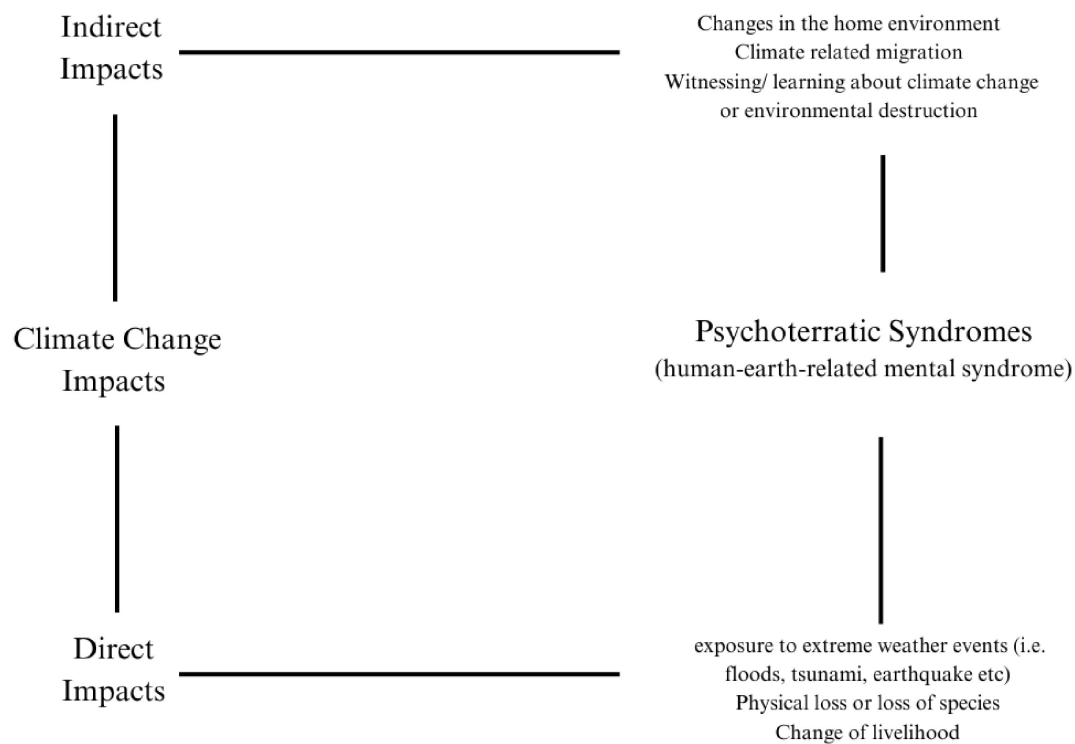 Indirect
Impacts
Changes in the home environment
Climate related migration
Witnessing/ learning about climate change
or environmental destruction
Climate Change
Impacts
Psychoterratic Syndromes
(human-earth-related mental syndrome)
Direct
Impacts
exposure to extreme weather events (i.e.
floods, tsunami, earthquake etc)
Physical loss or loss of species
Change of livelihood